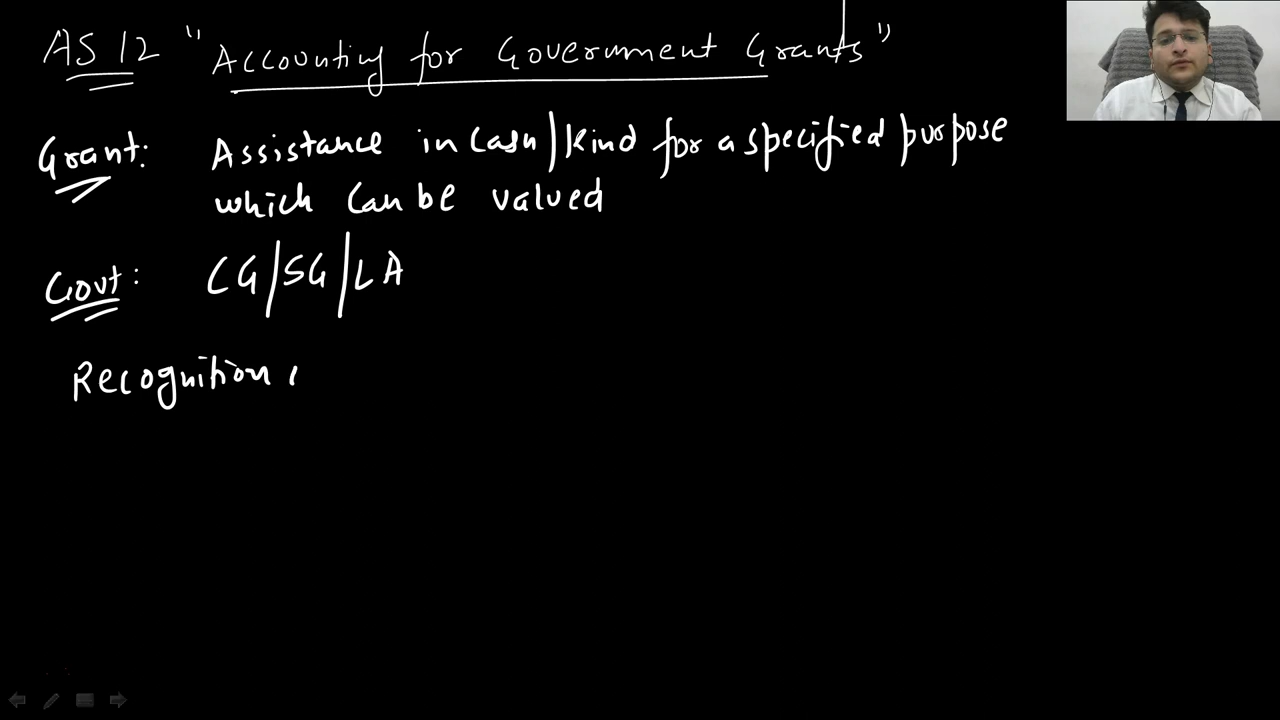 AS 12 "Accounting for Government Grants"
Grant: Assistance in Cash/kind for a specified purpose
which can be valued
Govt: CG/SG/LA
Recognition